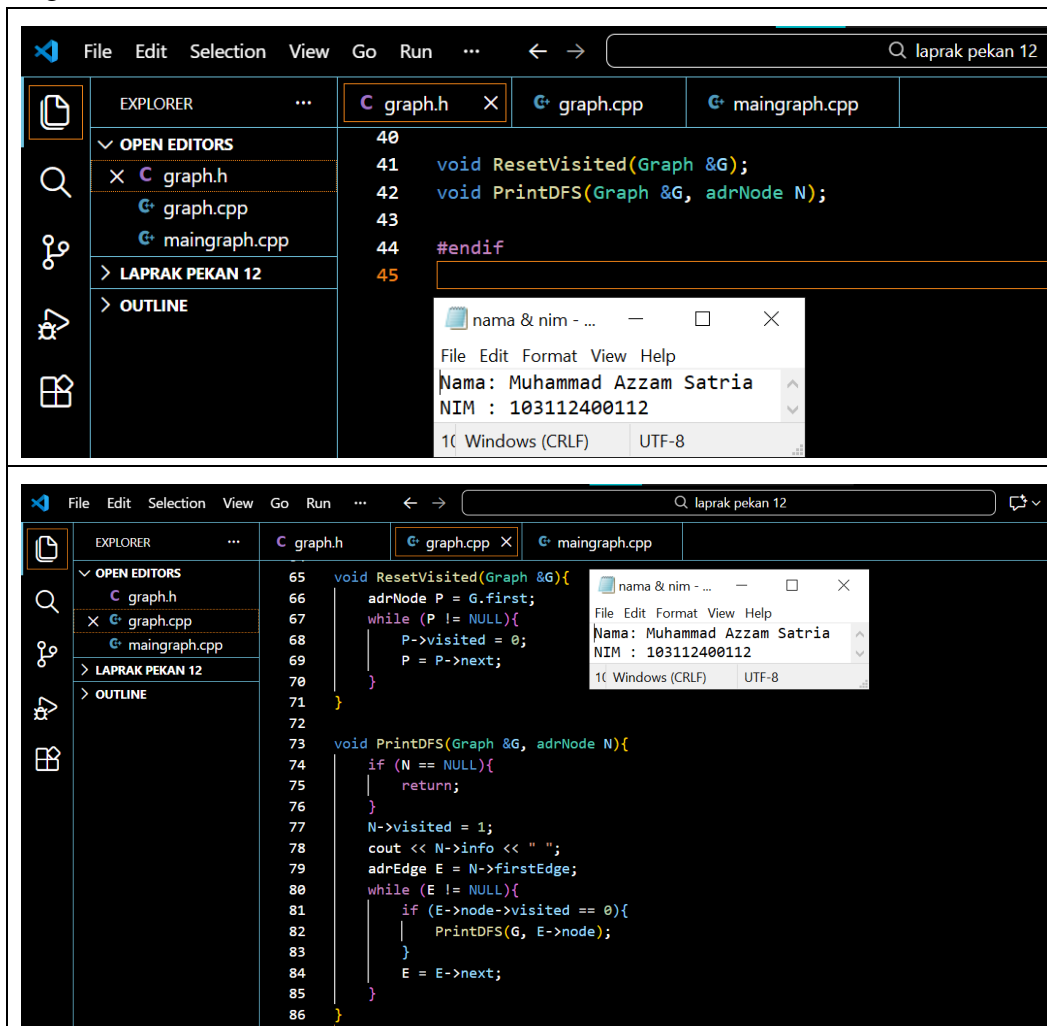 File Edit Selection View Go Run ··· ← → laprak pekan 12
EXPLORER ···
graph.h × graph.cpp maingraph.cpp
OPEN EDITORS
× C graph.h
graph.cpp
maingraph.cpp
LAPRAK PEKAN 12
OUTLINE
40
41 void ResetVisited(Graph &G);
42 void PrintDFS(Graph &G, adrNode N);
43
44 #endif
45
nama & nim - ...
File Edit Format View Help
Nama: Muhammad Azzam Satria
NIM : 103112400112
Windows (CRLF) UTF-8
File Edit Selection View Go Run ··· ← → laprak pekan 12
EXPLORER ···
C graph.h graph.cpp × maingraph.cpp
OPEN EDITORS
C graph.h
× graph.cpp
maingraph.cpp
LAPRAK PEKAN 12
OUTLINE
65 void ResetVisited(Graph &G){
66 adrNode P = G.first;
67 while (P != NULL){
68 P->visited = 0;
69 P = P->next;
70 }
71 }
72
73 void PrintDFS(Graph &G, adrNode N){
74 if (N == NULL){
75 return;
76 }
77 N->visited = 1;
78 cout << N->info << " ";
79 adrEdge E = N->firstEdge;
80 while (E != NULL){
81 if (E->node->visited == 0){
82 PrintDFS(G, E->node);
83 }
84 E = E->next;
85 }
86 }
nama & nim - ...
File Edit Format View Help
Nama: Muhammad Azzam Satria
NIM : 103112400112
Windows (CRLF) UTF-8